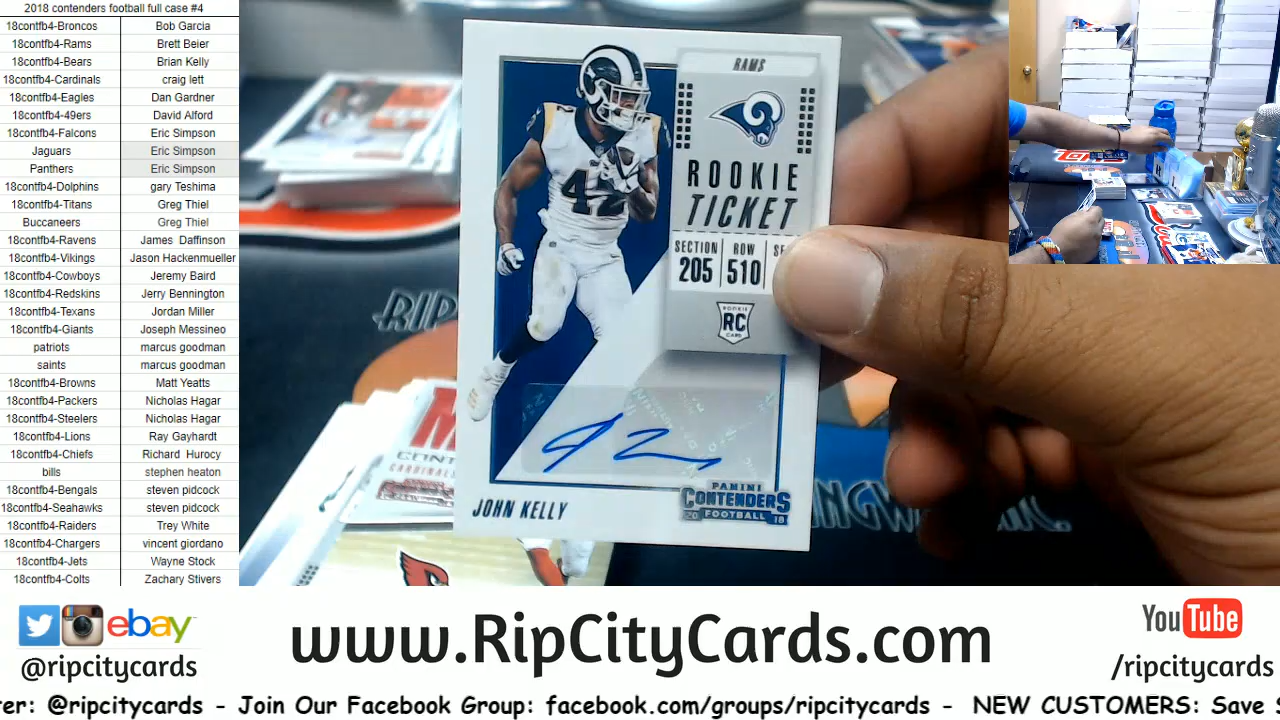 2018 contenders football full case #4
18contfb4-Broncos Bob Garcia
18contfb4-Rams Brett Beier
18contfb4-Bears Brian Kelly
18contfb4-Cardinals craig lett
18contfb4-Eagles Dan Gardner
18contfb4-49ers David Alford
18contfb4-Falcons Eric Simpson
Jaguars Eric Simpson
Panthers Eric Simpson
18contfb4-Dolphins gary Teshima
18contfb4-Titans Greg Thiel
Buccaneers Greg Thiel
18contfb4-Ravens James Daffinson
18contfb4-Vikings Jason Hackenmueller
18contfb4-Cowboys Jeremy Baird
18contfb4-Redskins Jerry Bennington
18contfb4-Texans Jordan Miller
18contfb4-Giants Joseph Messineo
patriots marcus goodman
saints marcus goodman
18contfb4-Browns Matt Yeatts
18contfb4-Packers Nicholas Hagar
18contfb4-Steelers Nicholas Hagar
18contfb4-Lions Ray Gayhardt
18contfb4-Chiefs Richard Hurocy
bills stephen heaton
18contfb4-Bengals steven pidcock
18contfb4-Seahawks steven pidcock
18contfb4-Raiders Trey White
18contfb4-Chargers vincent giordano
18contfb4-Jets Wayne Stock
18contfb4-Colts Zachary Stivers
RAMS
ROOKIE
TICKET
SECTION ROW
205 510
ROOKIE
RC
CARD
42
JOHN KELLY
PANINI
CONTENDERS
20 FOOTBALL 18
RIP
CARDINALS
ebay
@ripcitycards
www.RipCityCards.com
YouTube
/ripcitycards
ter: @ripcitycards - Join Our Facebook Group: facebook.com/groups/ripcitycards - NEW CUSTOMERS: Save